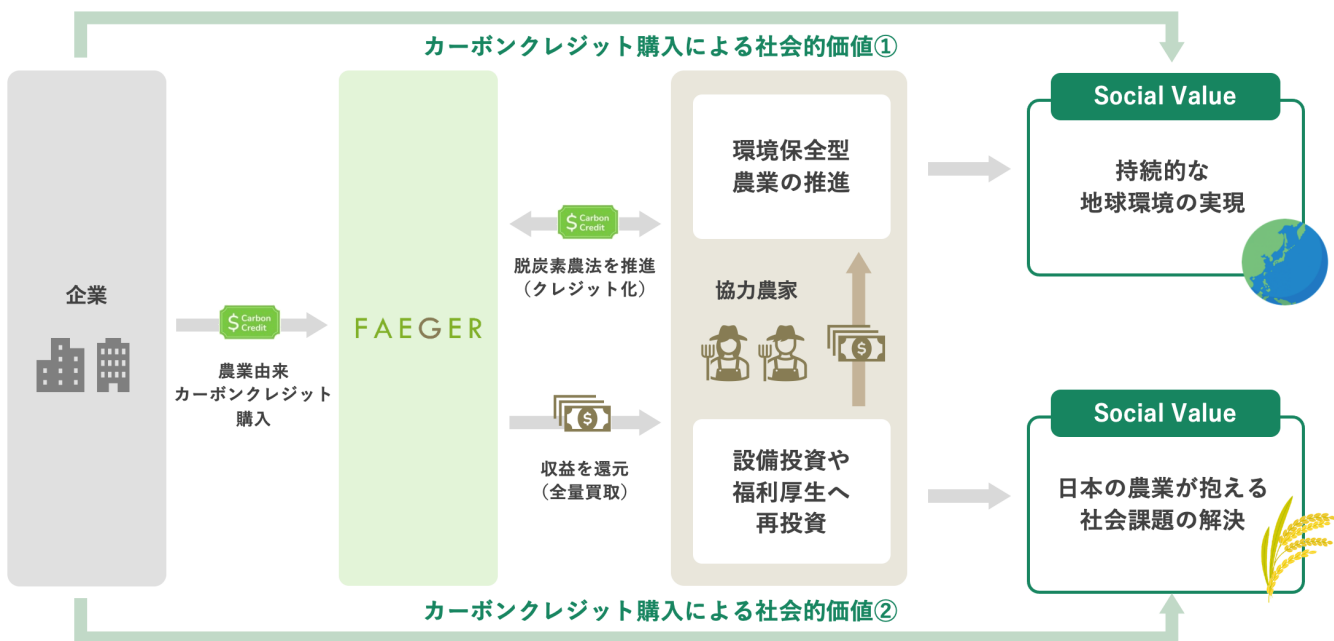 カーボンクレジット購入による社会的価値①
企業
$ Carbon
Credit
農業由来
カーボンクレジット
購入
FAEGER
$ Carbon
Credit
脱炭素農法を推進
（クレジット化）
$
収益を還元
（全量買取）
環境保全型
農業の推進
協力農家
$
設備投資や
福利厚生へ
再投資
Social Value
持続的な
地球環境の実現
Social Value
日本の農業が抱える
社会課題の解決
カーボンクレジット購入による社会的価値②